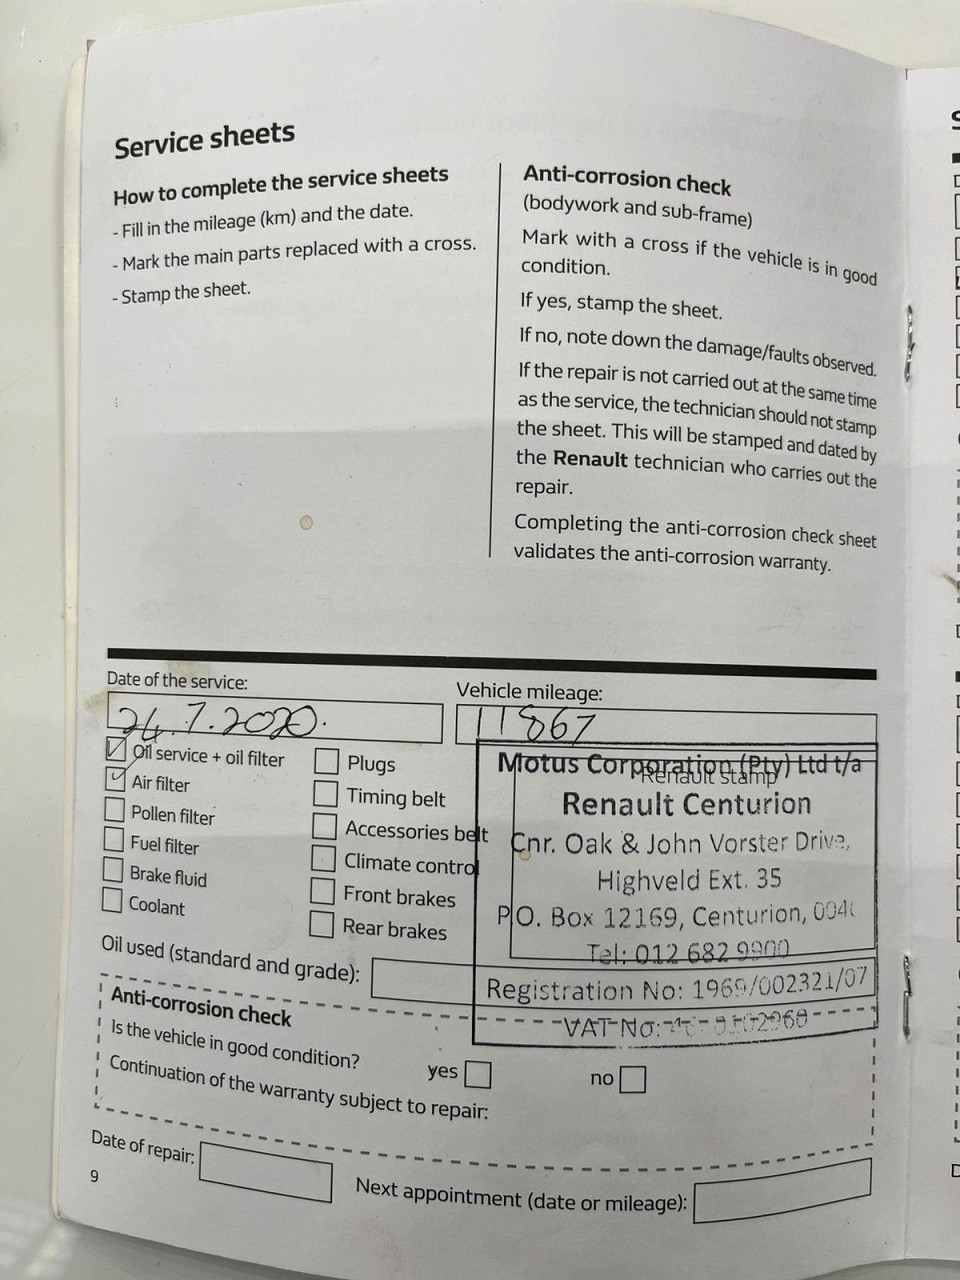 Service sheets
How to complete the service sheets
- Fill in the mileage (km) and the date.
- Mark the main parts replaced with a cross.
- Stamp the sheet.
Anti-corrosion check
(bodywork and sub-frame)
Mark with a cross if the vehicle is in good
condition.
If yes, stamp the sheet.
If no, note down the damage/faults observed.
If the repair is not carried out at the same time
as the service, the technician should not stamp
the sheet. This will be stamped and dated by
the Renault technician who carries out the
repair.
Completing the anti-corrosion check sheet
validates the anti-corrosion warranty.
Date of the service:
24.7.2020.
Vehicle mileage:
11867
Oil service + oil filter
Air filter
Pollen filter
Fuel filter
Brake fluid
Coolant
Plugs
Timing belt
Accessories belt
Climate control
Front brakes
Rear brakes
Renault stamp
Motus Corporation (Pty) Ltd t/a
Renault Centurion
Cnr. Oak & John Vorster Drive,
Highveld Ext. 35
P.O. Box 12169, Centurion,
Tel: 012 682 9900
Registration No: 1969/002321/07
VAT No:
Oil used (standard and grade):
Anti-corrosion check
Is the vehicle in good condition?
yes
no
Continuation of the warranty subject to repair:
Date of repair:
Next appointment (date or mileage):
9